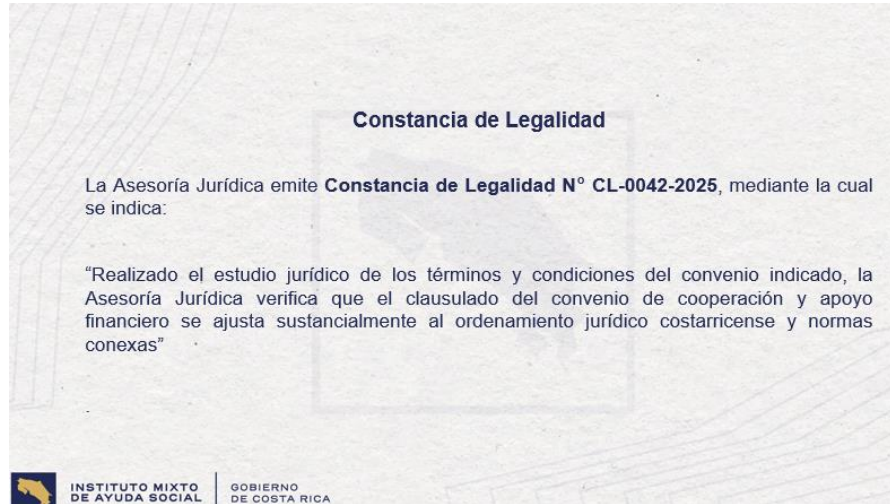 Constancia de Legalidad
La Asesoría Jurídica emite Constancia de Legalidad N° CL-0042-2025, mediante la cual
se indica:
“Realizado el estudio jurídico de los términos y condiciones del convenio indicado, la
Asesoría Jurídica verifica que el clausulado del convenio de cooperación y apoyo
financiero se ajusta sustancialmente al ordenamiento jurídico costarricense y normas
conexas”
.
INSTITUTO MIXTO
DE AYUDA SOCIAL
GOBIERNO
DE COSTA RICA